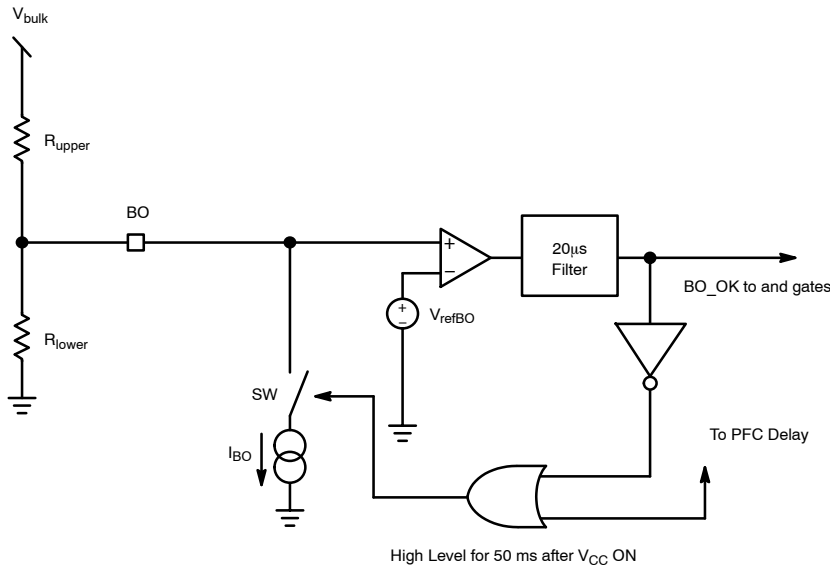 V_bulk
R_upper
BO
+
−
20μs
Filter
BO_OK to and gates
+
−
V_refBO
R_lower
SW
I_BO
To PFC Delay
High Level for 50 ms after V_CC ON